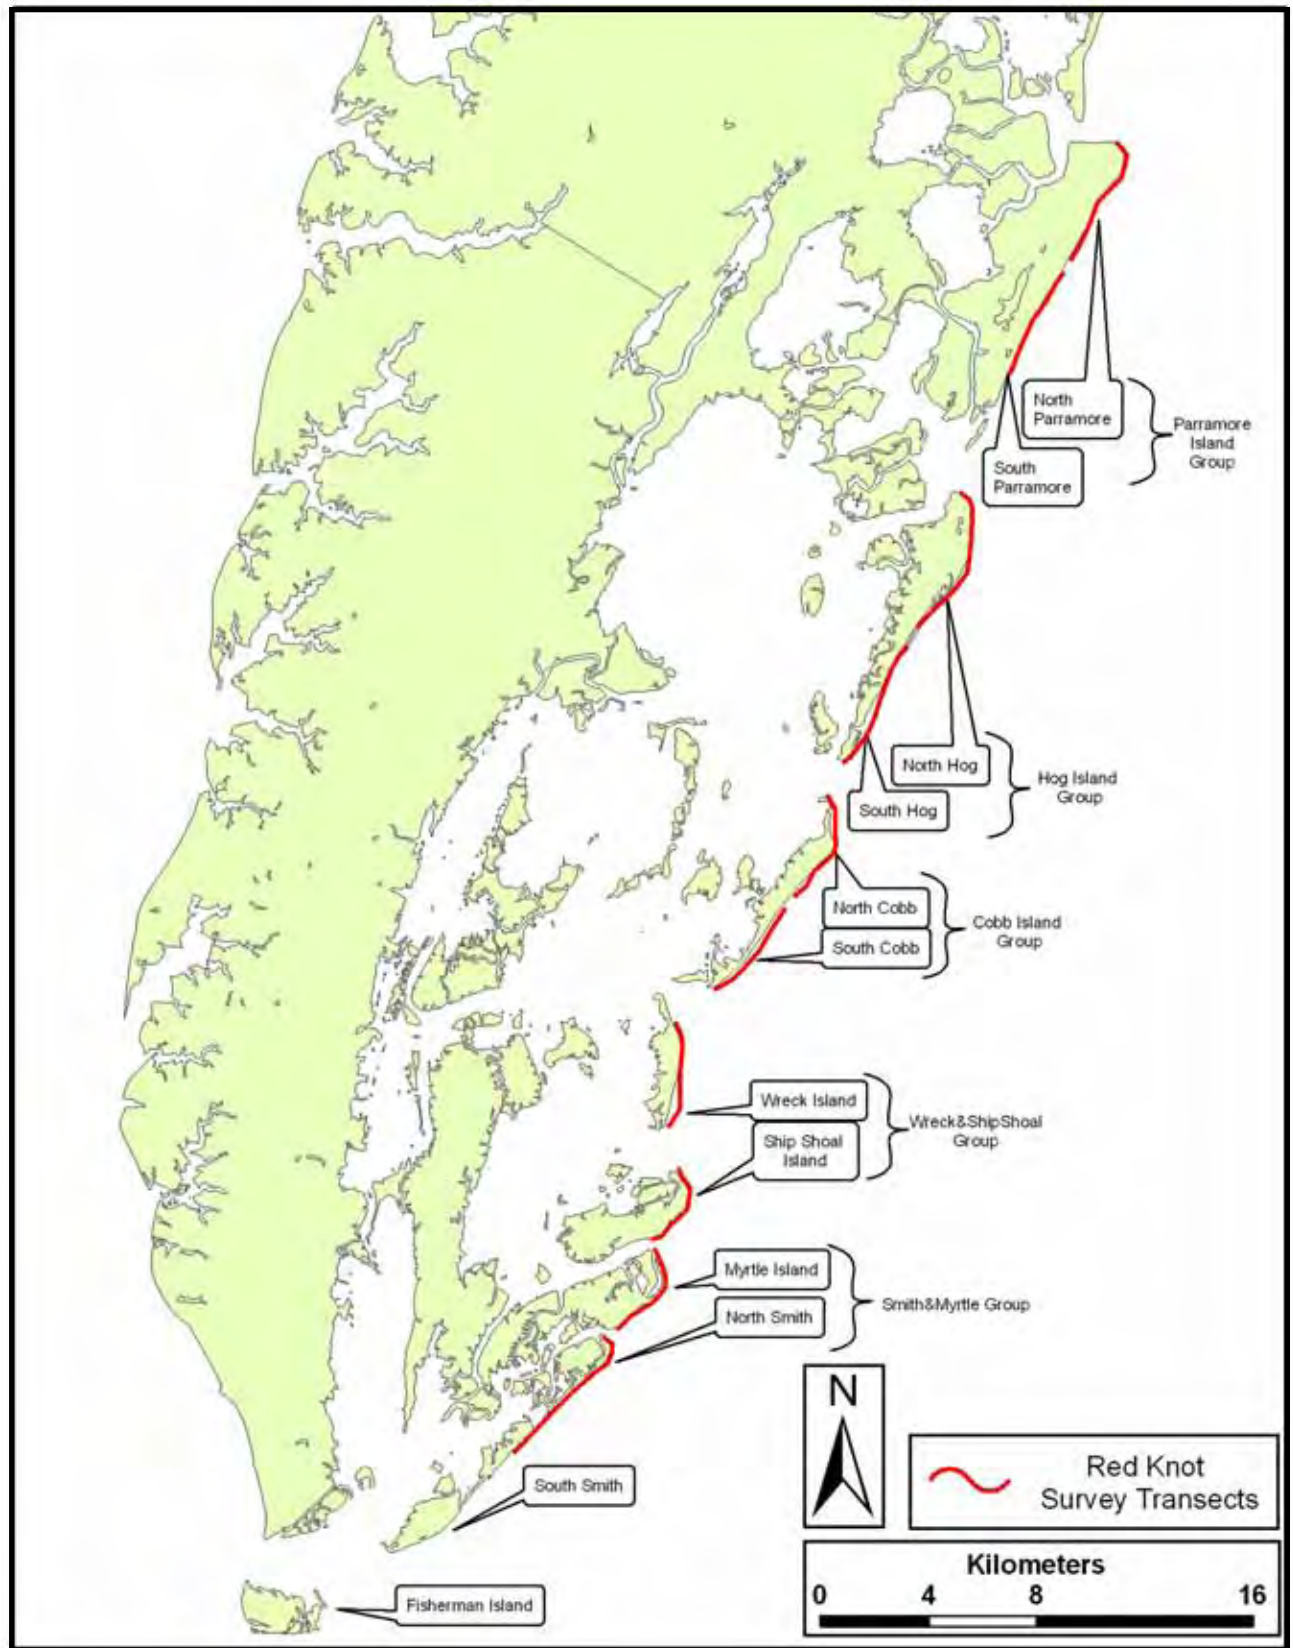 North
Parramore
Parramore
Island
Group
South
Parramore
North Hog
Hog Island
Group
South Hog
North Cobb
Cobb Island
Group
South Cobb
Wreck Island
Wreck&ShipShoal
Group
Ship Shoal
Island
Myrtle Island
Smith&Myrtle Group
North Smith
South Smith
Fisherman Island
N
Red Knot
Survey Transects
Kilometers
0 4 8 16